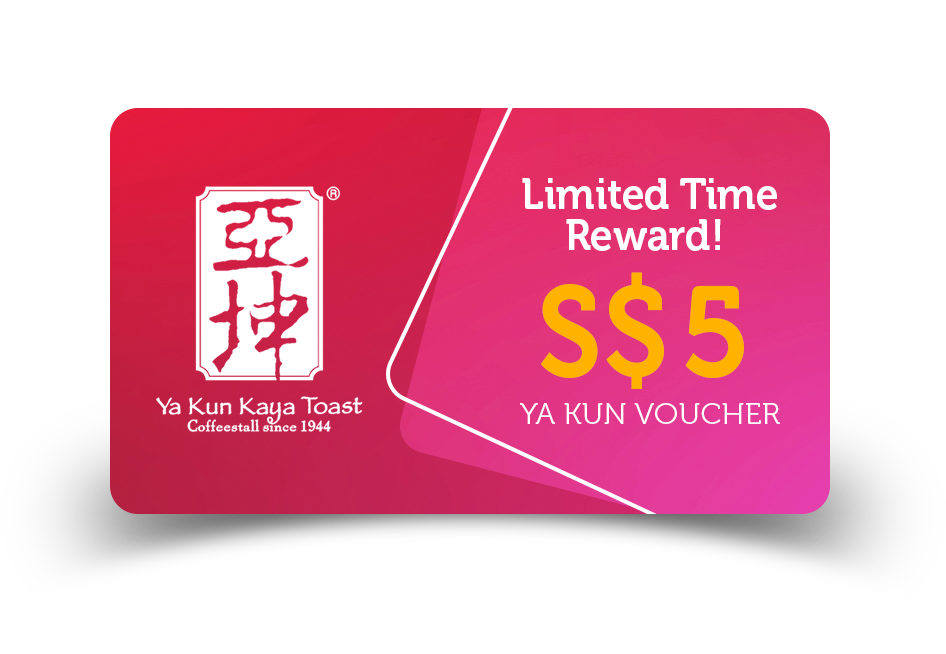 亞坤
®
Ya Kun Kaya Toast
Coffeestall since 1944
Limited Time
Reward!
S$ 5
YA KUN VOUCHER